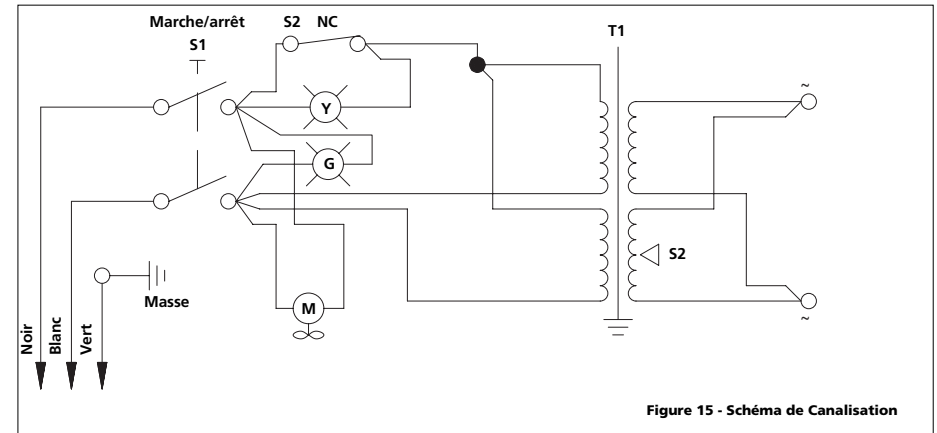 Marche/arrêt
S1
S2 NC
T1
~
Y
G
S2
M
Masse
Noir
Blanc
Vert
~
Figure 15 - Schéma de Canalisation